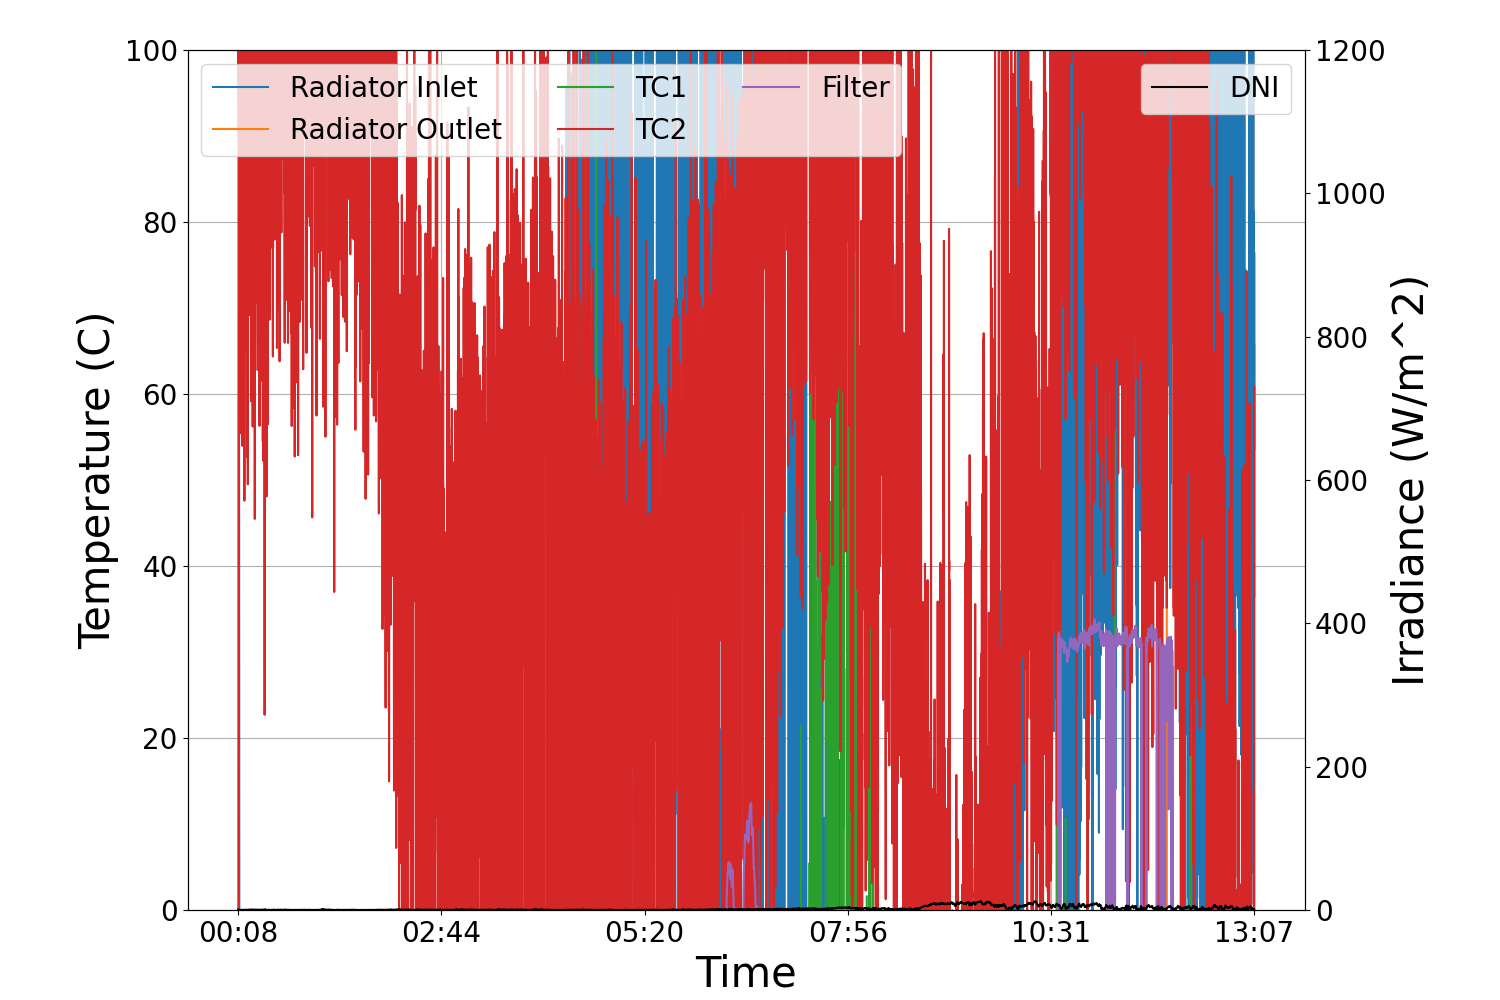 100
80
60
40
20
0
Temperature (C)
Radiator Inlet
Radiator Outlet
TC1
TC2
Filter
DNI
1200
1000
800
600
400
200
0
Irradiance (W/m^2)
00:08 02:44 05:20 07:56 10:31 13:07
Time